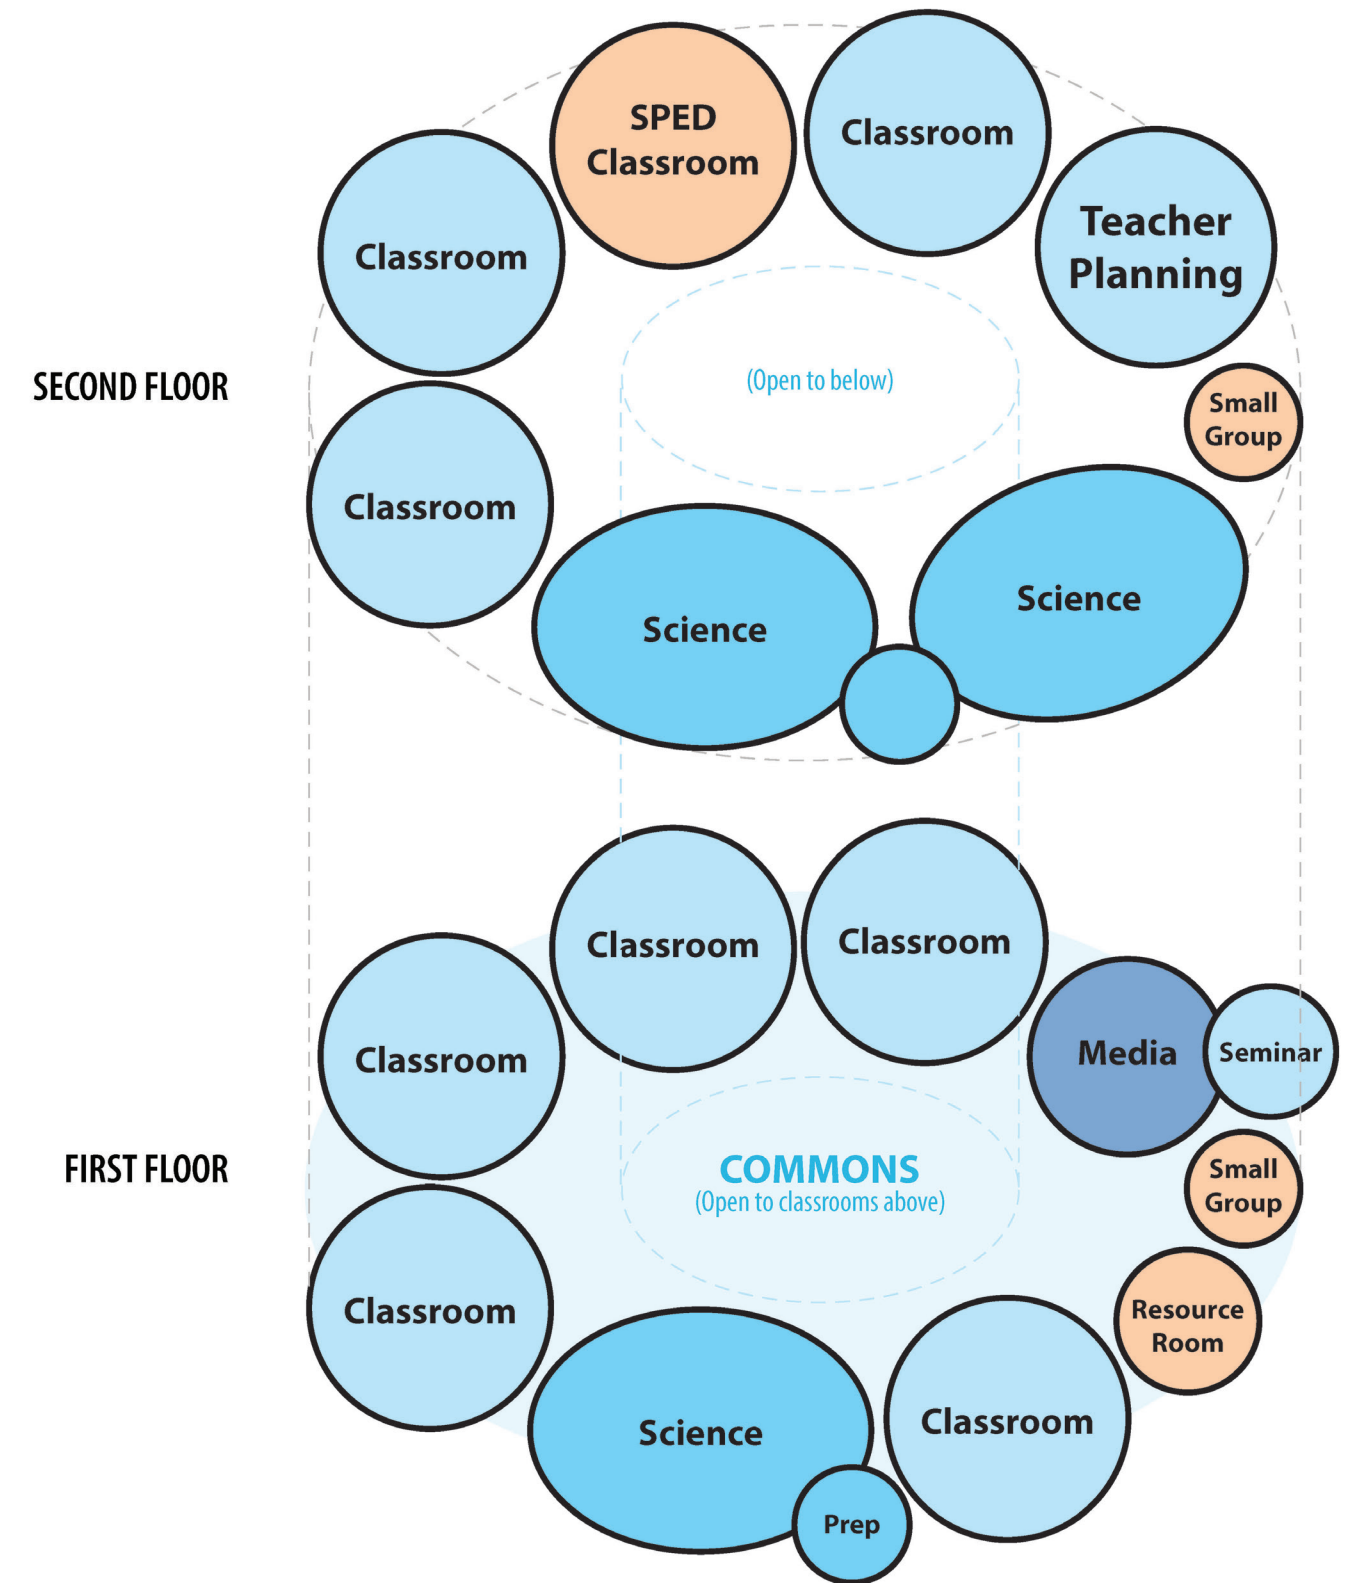 SPED
Classroom
Classroom
Classroom
Teacher
Planning
SECOND FLOOR
(Open to below)
Small
Group
Classroom
Science
Science
Classroom
Classroom
Classroom
Media
Seminar
FIRST FLOOR
COMMONS
(Open to classrooms above)
Small
Group
Classroom
Resource
Room
Science
Classroom
Prep